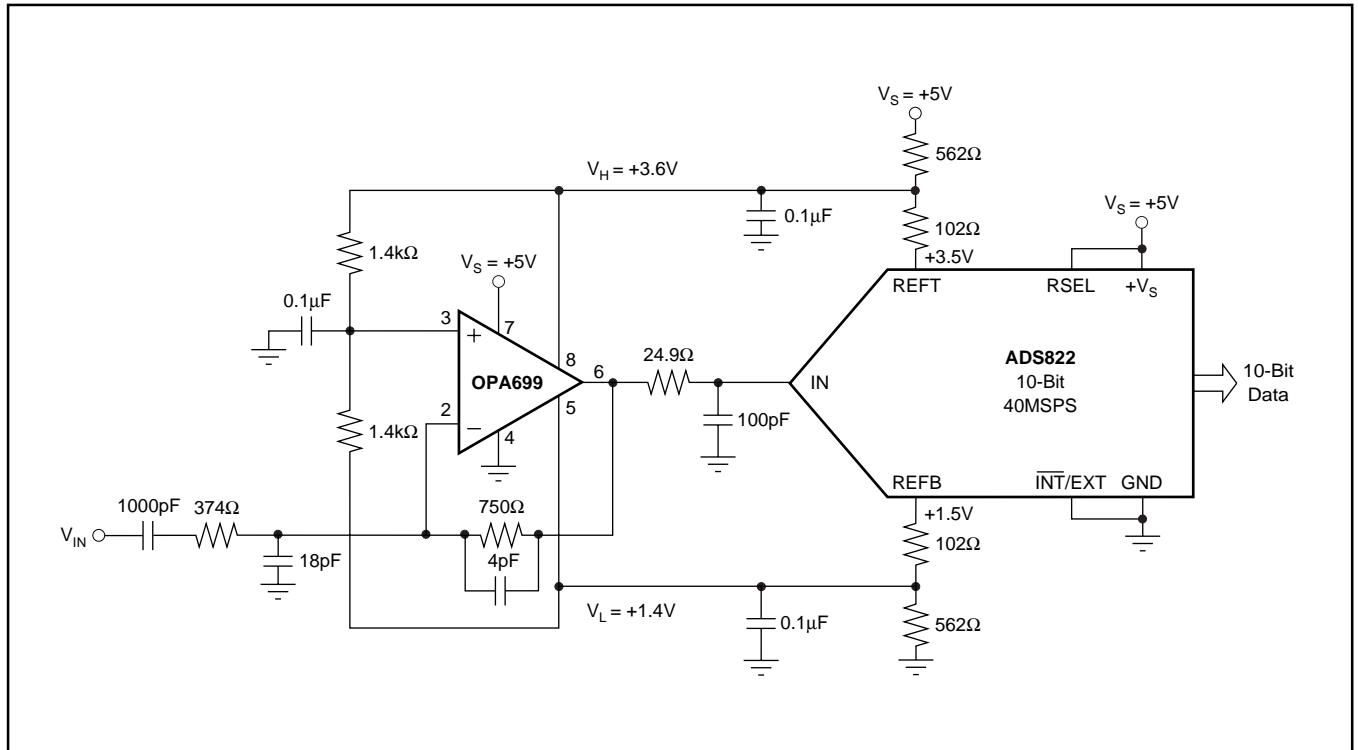 V_S = +5V
562Ω
V_H = +3.6V
0.1μF
102Ω
V_S = +5V
1.4kΩ
V_S = +5V
+3.5V
REFT
RSEL
+V_S
0.1μF
3
+
7
8
OPA699
6
24.9Ω
IN
ADS822
10-Bit
40MSPS
10-Bit
Data
5
2
−
4
100pF
1.4kΩ
REFB
INT/EXT
GND
1000pF
374Ω
750Ω
+1.5V
V_IN
18pF
4pF
102Ω
V_L = +1.4V
0.1μF
562Ω